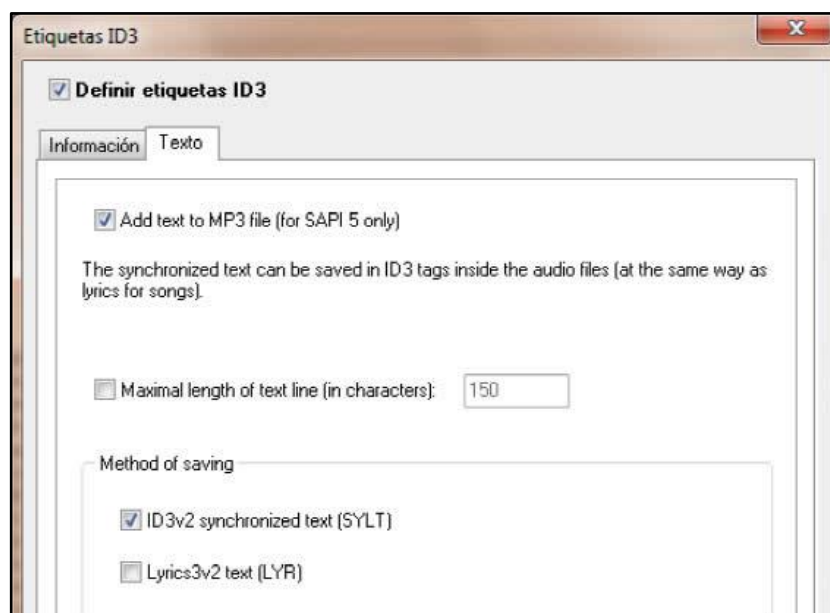 Etiquetas ID3
Definir etiquetas ID3
Información
Texto
Add text to MP3 file (for SAPI 5 only)
The synchronized text can be saved in ID3 tags inside the audio files (at the same way as
lyrics for songs).
Maximal length of text line (in characters):
150
Method of saving
ID3v2 synchronized text (SYLT)
Lyrics3v2 text (LYR)